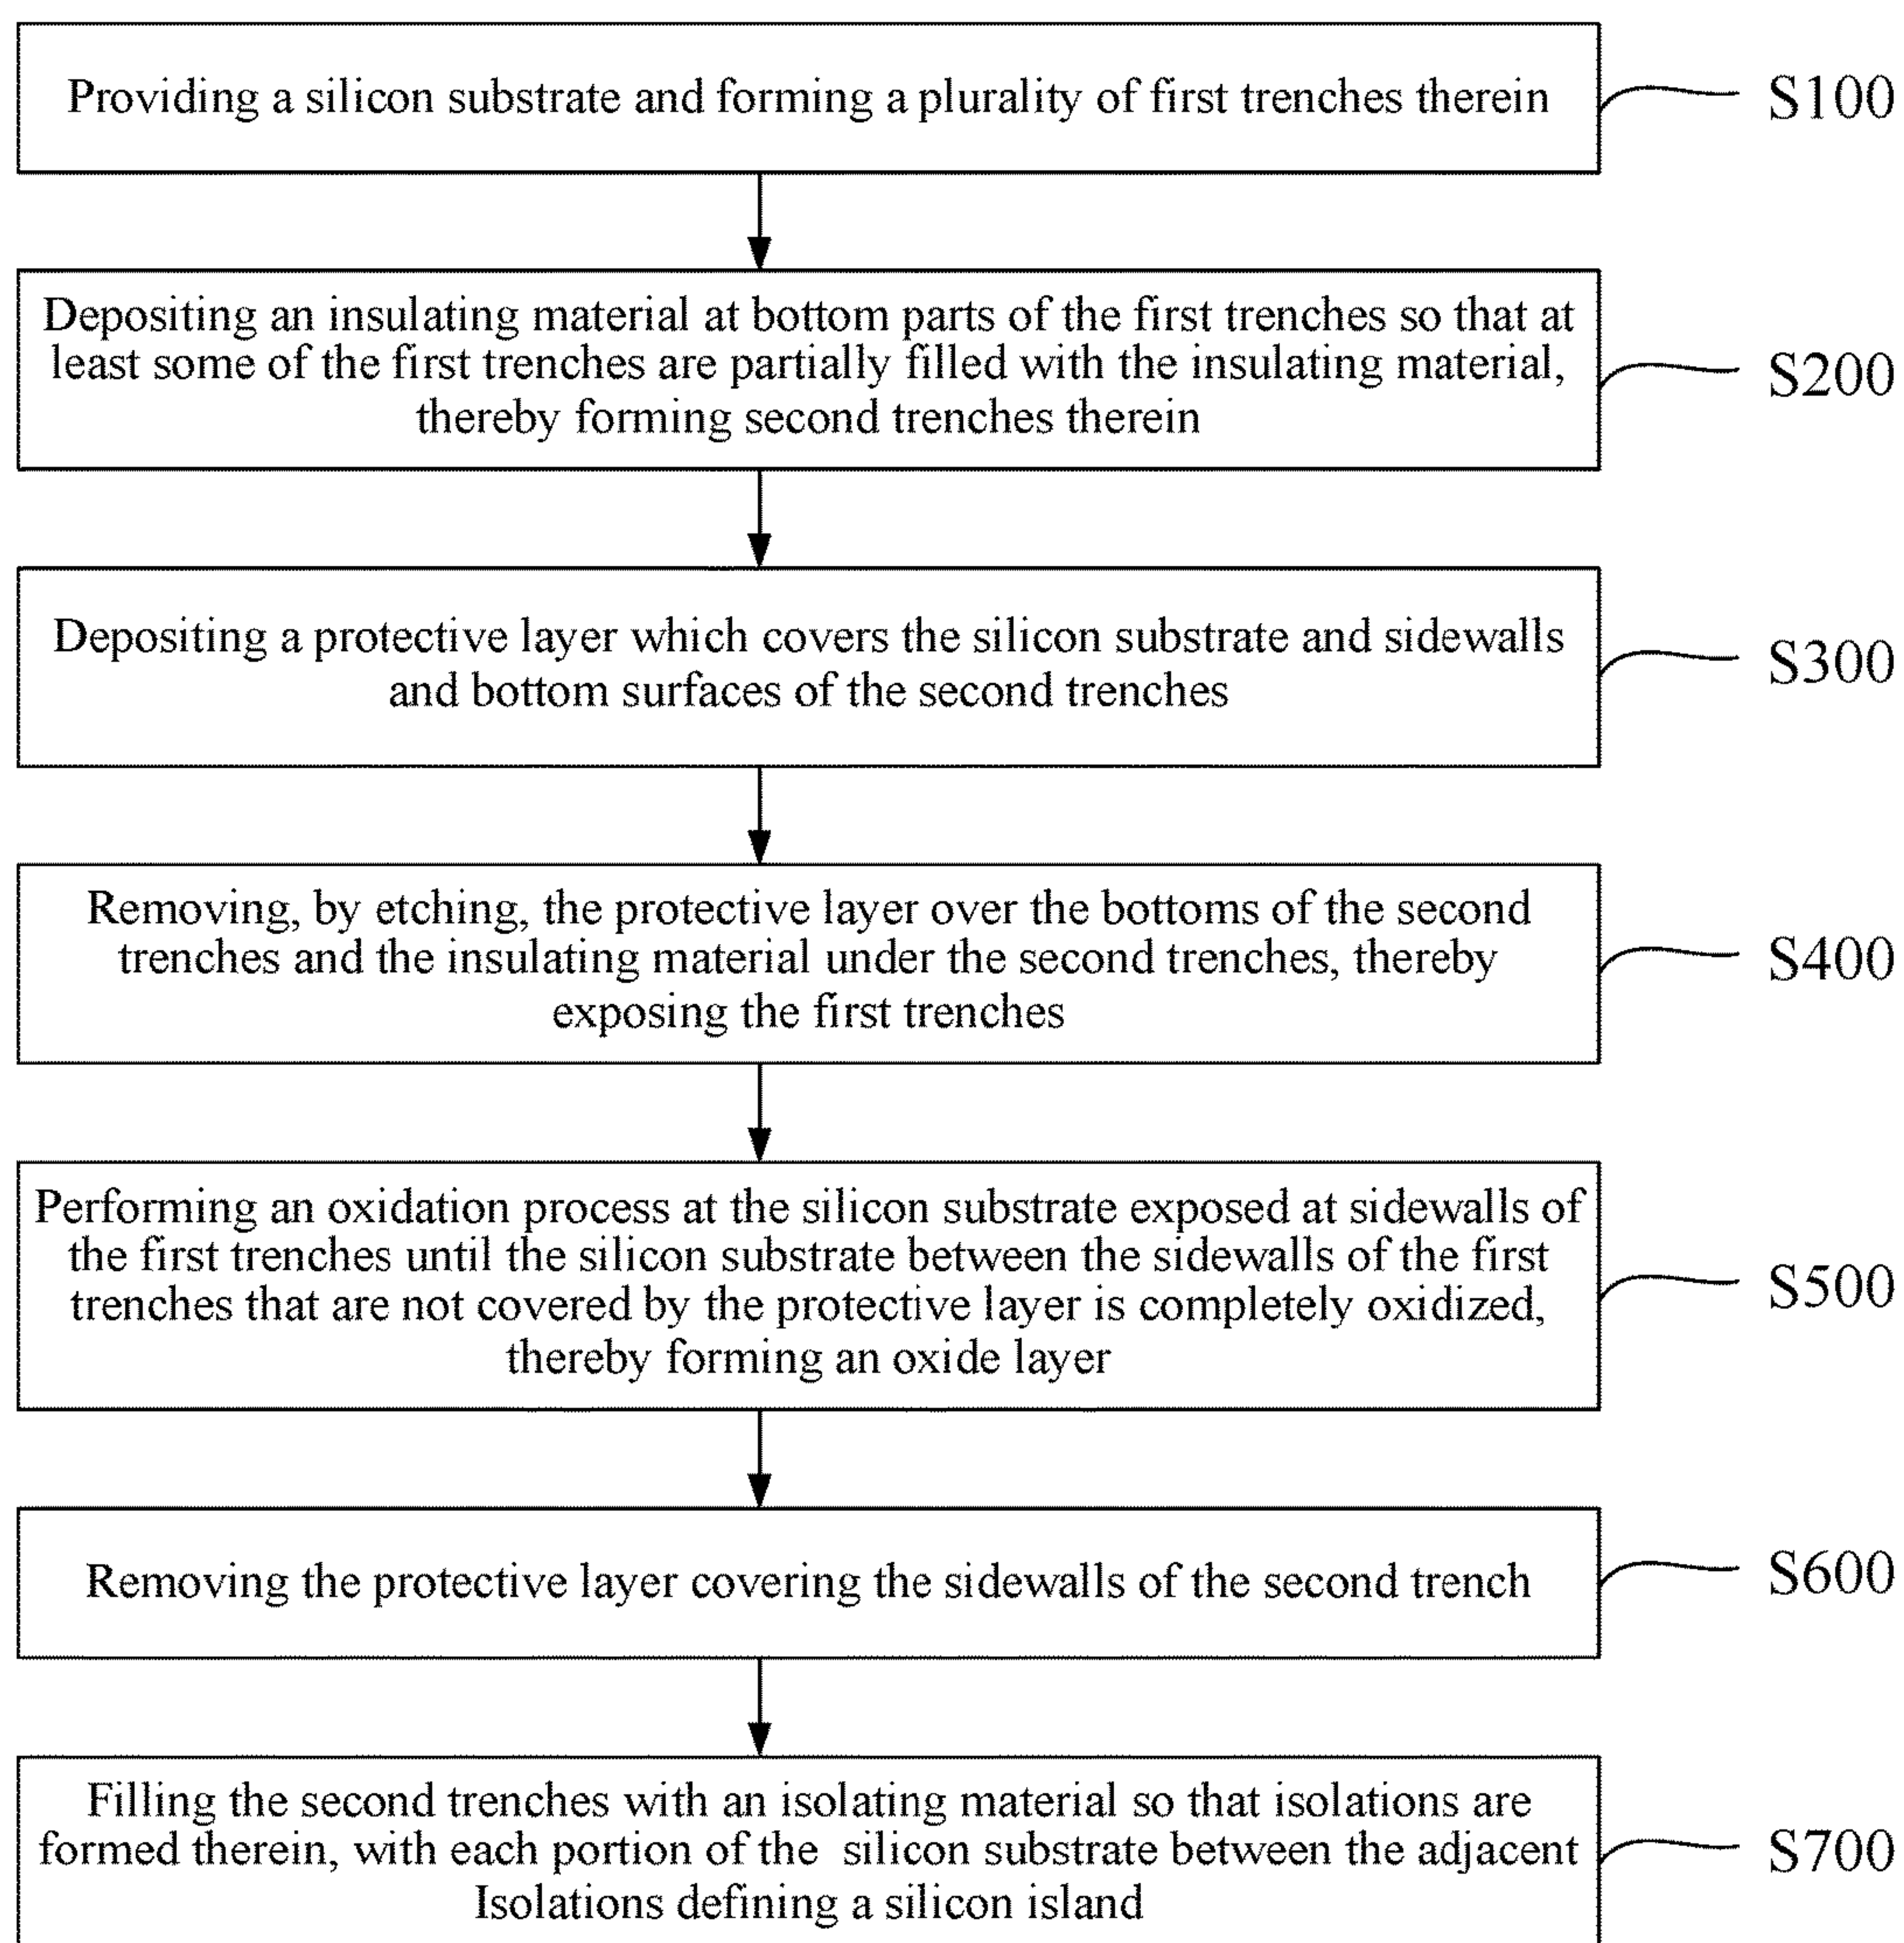 Providing a silicon substrate and forming a plurality of first trenches therein
S100
Depositing an insulating material at bottom parts of the first trenches so that at
least some of the first trenches are partially filled with the insulating material,
thereby forming second trenches therein
S200
Depositing a protective layer which covers the silicon substrate and sidewalls
and bottom surfaces of the second trenches
S300
Removing, by etching, the protective layer over the bottoms of the second
trenches and the insulating material under the second trenches, thereby
exposing the first trenches
S400
Performing an oxidation process at the silicon substrate exposed at sidewalls of
the first trenches until the silicon substrate between the sidewalls of the first
trenches that are not covered by the protective layer is completely oxidized,
thereby forming an oxide layer
S500
Removing the protective layer covering the sidewalls of the second trench
S600
Filling the second trenches with an isolating material so that isolations are
formed therein, with each portion of the silicon substrate between the adjacent
Isolations defining a silicon island
S700